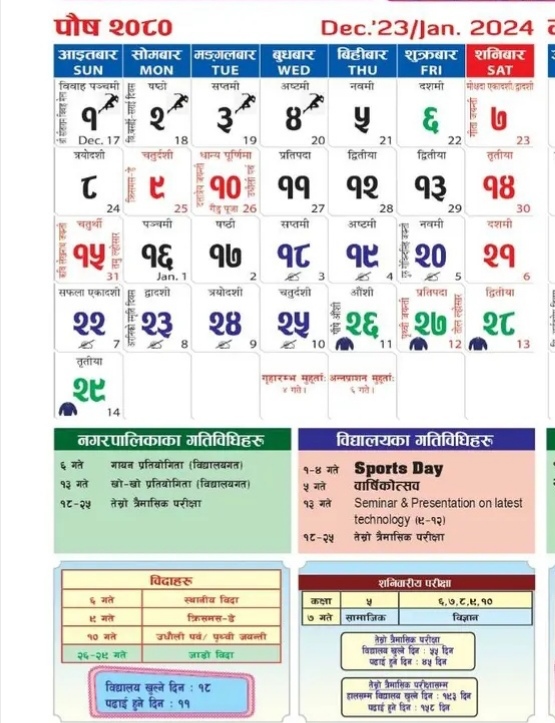 पौष २०८०
Dec.'23/Jan. 2024
आइतबार सोमबार मङ्गलबार बुधबार बिहीबार शुक्रबार शनिबार
SUN MON TUE WED THU FRI SAT
विवाह पञ्चमी षष्ठी सप्तमी अष्टमी नवमी दशमी मोक्षदा एकादशी, द्वादशी
१ २ ३ ४ ५ ६ ७
गीता जयन्ती
Dec. 17 18 19 20 21 22 23
त्रयोदशी चतुर्दशी धान्य पूर्णिमा प्रतिपदा द्वितीया द्वितीया तृतीया
८ ९ १० ११ १२ १३ १४
क्रिसमस-डे
24 25 26 27 28 29 30
चतुर्थी पञ्चमी षष्ठी सप्तमी अष्टमी नवमी दशमी
१५ १६ १७ १८ १९ २० २१
तमु ल्होसार
31 Jan. 1 2 3 4 5 6
सफला एकादशी द्वादशी त्रयोदशी चतुर्दशी औंशी प्रतिपदा द्वितीया
२२ २३ २४ २५ २६ २७ २८
पृथ्वी जयन्ती तोल ल्होसार
7 8 9 10 11 12 13
तृतीया
२९
14
गृहारम्भ मुहूर्तः
४ गते।
अन्नप्राशन मुहूर्तः
६ गते।
नगरपालिकाका गतिविधिहरु
६ गते गायन प्रतियोगिता (विद्यालयगत)
१३ गते खो-खो प्रतियोगिता (विद्यालयगत)
१८-२५ तेस्रो त्रैमासिक परीक्षा
विद्यालयका गतिविधिहरु
१-४ गते Sports Day
५ गते वार्षिकोत्सव
१३ गते Seminar & Presentation on latest
technology (९-१२)
१८-२५ तेस्रो त्रैमासिक परीक्षा
विदाहरु
६ गते स्थानीय विदा
९ गते क्रिसमस-डे
१० गते उधौली पर्व/ पृथ्वी जयन्ती
२६-२९ गते जाडो विदा
विद्यालय खुल्ने दिन : १८
पढाई हुने दिन : ११
शनिवारीय परीक्षा
कक्षा ५ ६,७,८,९,१०
७ गते सामाजिक विज्ञान
तेस्रो त्रैमासिक परीक्षा
विद्यालय खुल्ने दिन : ५५ दिन
पढाई हुने दिन : ४५ दिन
तेस्रो त्रैमासिक परीक्षासम्म
हालसम्म विद्यालय खुल्ने दिन : १९३ दिन
पढाई हुने दिन : १५८ दिन